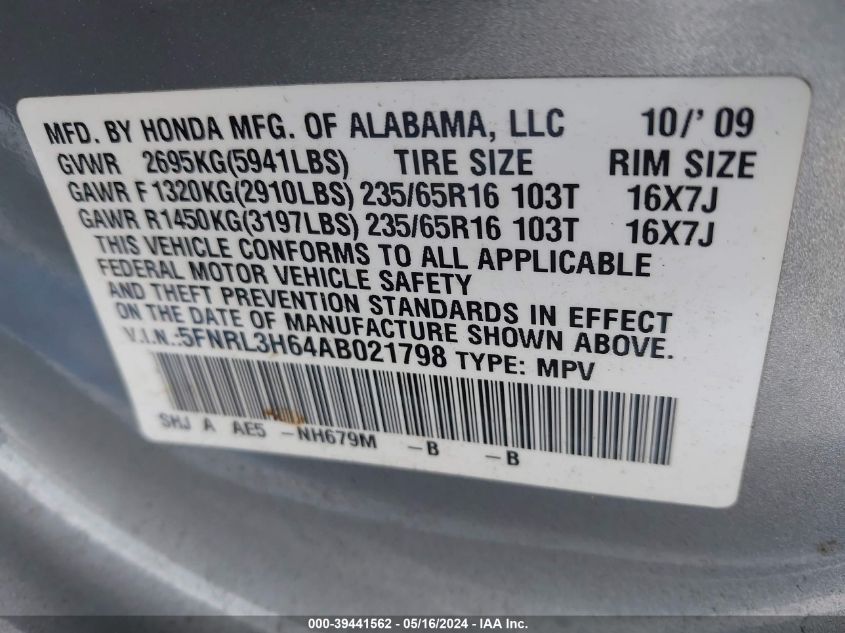 MFD. BY HONDA MFG. OF ALABAMA, LLC 10/'09
GVWR 2695KG(5941LBS) TIRE SIZE RIM SIZE
GAWR F1320KG(2910LBS) 235/65R16 103T 16X7J
GAWR R1450KG(3197LBS) 235/65R16 103T 16X7J
THIS VEHICLE CONFORMS TO ALL APPLICABLE
FEDERAL MOTOR VEHICLE SAFETY
AND THEFT PREVENTION STANDARDS IN EFFECT
ON THE DATE OF MANUFACTURE SHOWN ABOVE.
V.I.N.:5FNRL3H64AB021798 TYPE: MPV
SHJ A AE5 -NH679M -B -B
000-39441562 - 05/16/2024 - IAA Inc.